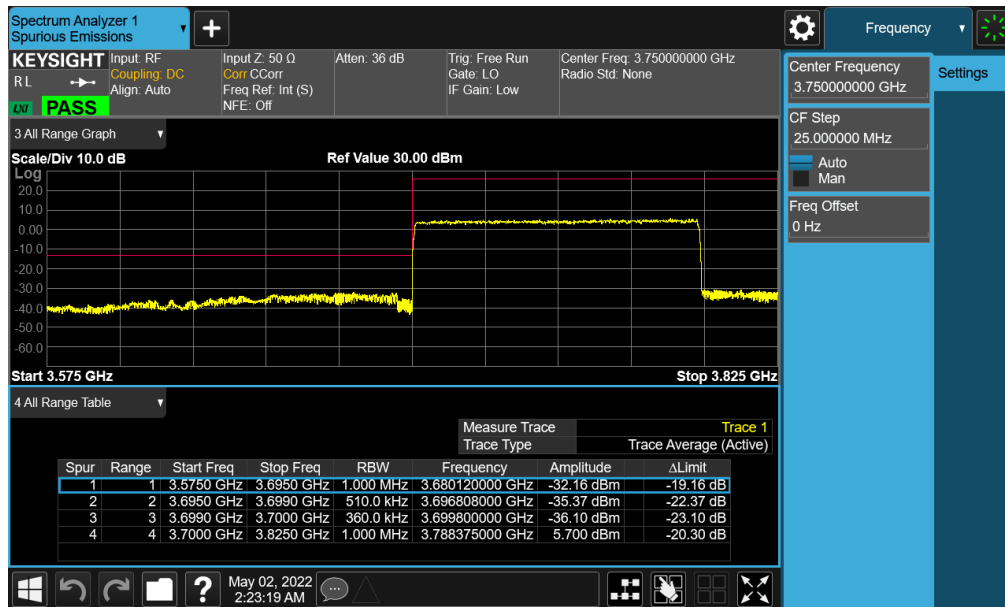 Spectrum Analyzer 1
Spurious Emissions
Frequency
KEYSIGHT
R L
LXI
PASS
Input: RF
Coupling: DC
Align: Auto
Input Z: 50 Ω
Corr CCorr
Freq Ref: Int (S)
NFE: Off
Atten: 36 dB
Trig: Free Run
Gate: LO
IF Gain: Low
Center Freq: 3.750000000 GHz
Radio Std: None
Center Frequency
3.750000000 GHz
Settings
CF Step
25.000000 MHz
Auto
Man
Freq Offset
0 Hz
3 All Range Graph
Scale/Div 10.0 dB
Ref Value 30.00 dBm
Log
20.0
10.0
0.00
-10.0
-20.0
-30.0
-40.0
-50.0
-60.0
Start 3.575 GHz
Stop 3.825 GHz
4 All Range Table
Measure Trace Trace 1
Trace Type Trace Average (Active)
Spur Range Start Freq Stop Freq RBW Frequency Amplitude ΔLimit
1 1 3.5750 GHz 3.6950 GHz 1.000 MHz 3.680120000 GHz -32.16 dBm -19.16 dB
2 2 3.6950 GHz 3.6990 GHz 510.0 kHz 3.696808000 GHz -35.37 dBm -22.37 dB
3 3 3.6990 GHz 3.7000 GHz 360.0 kHz 3.699800000 GHz -36.10 dBm -23.10 dB
4 4 3.7000 GHz 3.8250 GHz 1.000 MHz 3.788375000 GHz 5.700 dBm -20.30 dB
?
May 02, 2022
2:23:19 AM